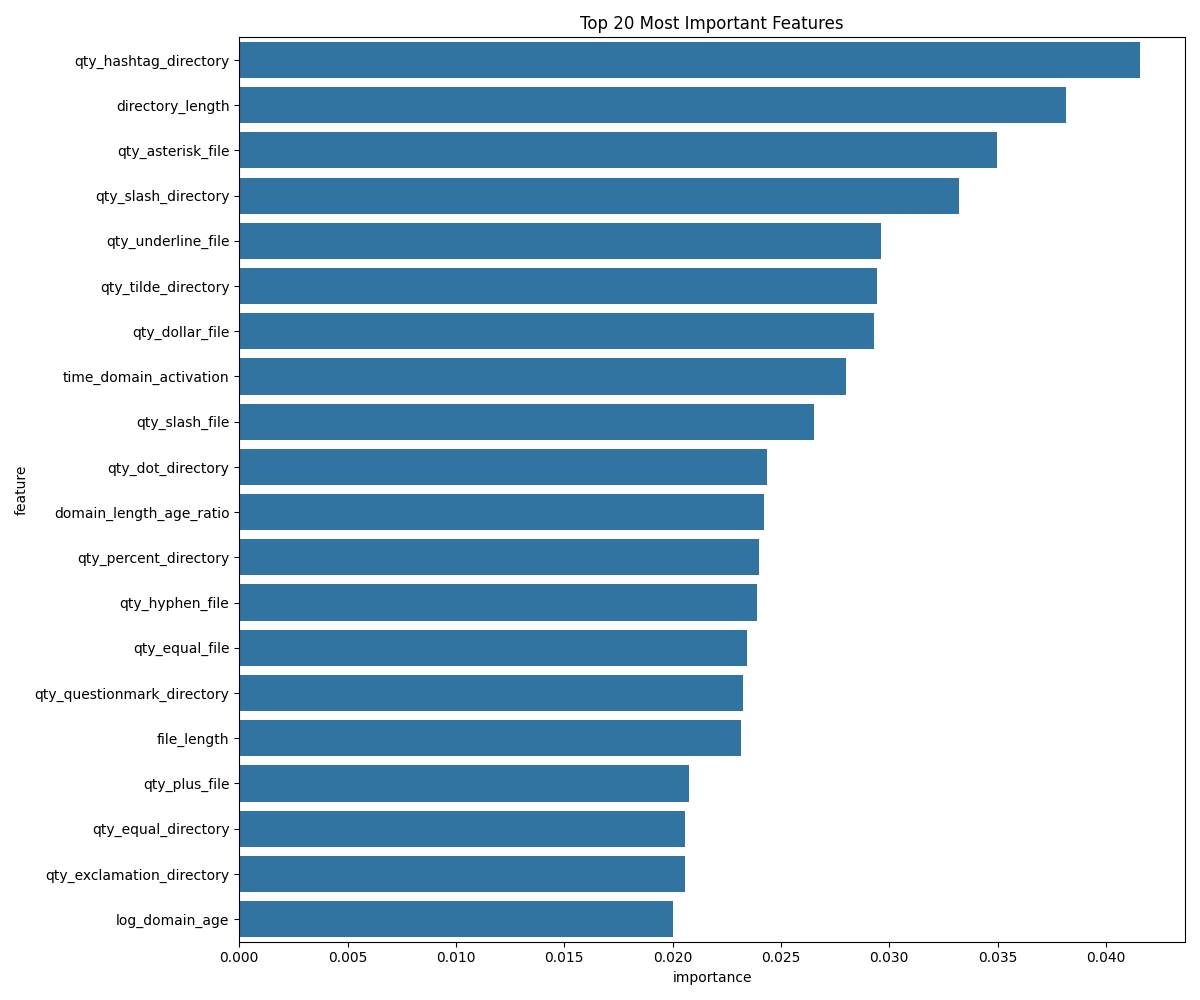 Top 20 Most Important Features
qty_hashtag_directory
directory_length
qty_asterisk_file
qty_slash_directory
qty_underline_file
qty_tilde_directory
qty_dollar_file
time_domain_activation
qty_slash_file
qty_dot_directory
domain_length_age_ratio
qty_percent_directory
qty_hyphen_file
qty_equal_file
qty_questionmark_directory
file_length
qty_plus_file
qty_equal_directory
qty_exclamation_directory
log_domain_age
feature
0.000 0.005 0.010 0.015 0.020 0.025 0.030 0.035 0.040
importance